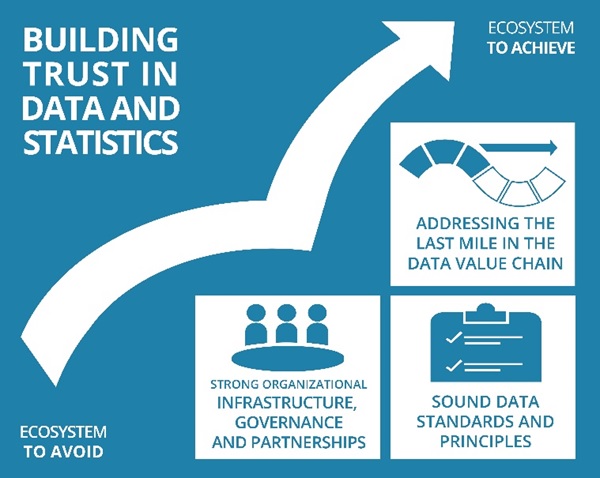 BUILDING
TRUST IN
DATA AND
STATISTICS
ECOSYSTEM
TO ACHIEVE
ADDRESSING THE
LAST MILE IN THE
DATA VALUE CHAIN
STRONG ORGANIZATIONAL
INFRASTRUCTURE,
GOVERNANCE
AND PARTNERSHIPS
SOUND DATA
STANDARDS AND
PRINCIPLES
ECOSYSTEM
TO AVOID